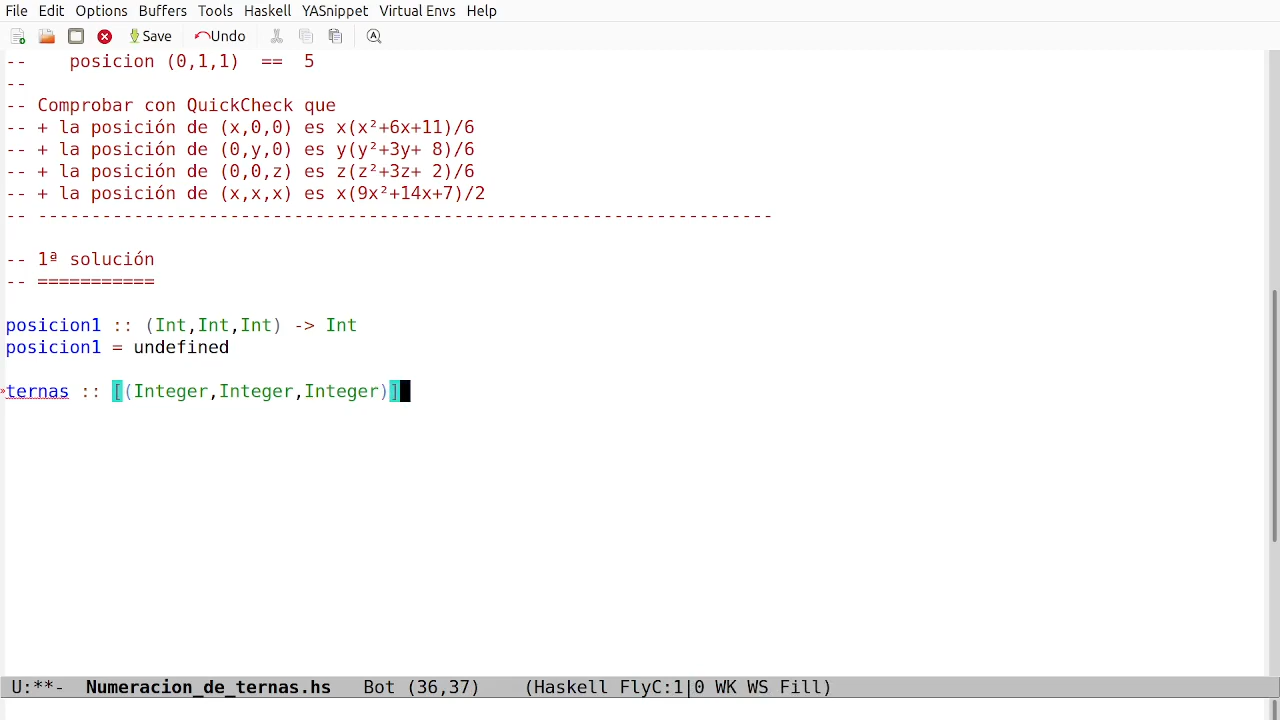 File Edit Options Buffers Tools Haskell YASnippet Virtual Envs Help
Save Undo
--    posicion (0,1,1)  ==  5
--
-- Comprobar con QuickCheck que
-- + la posición de (x,0,0) es x(x²+6x+11)/6
-- + la posición de (0,y,0) es y(y²+3y+ 8)/6
-- + la posición de (0,0,z) es z(z²+3z+ 2)/6
-- + la posición de (x,x,x) es x(9x²+14x+7)/2
-- ---------------------------------------------------------------------
-- 1ª solución
-- ===========
posicion1 :: (Int,Int,Int) -> Int
posicion1 = undefined
ternas :: [(Integer,Integer,Integer)]
U:**-  Numeracion_de_ternas.hs   Bot (36,37)    (Haskell FlyC:1|0 WK WS Fill)